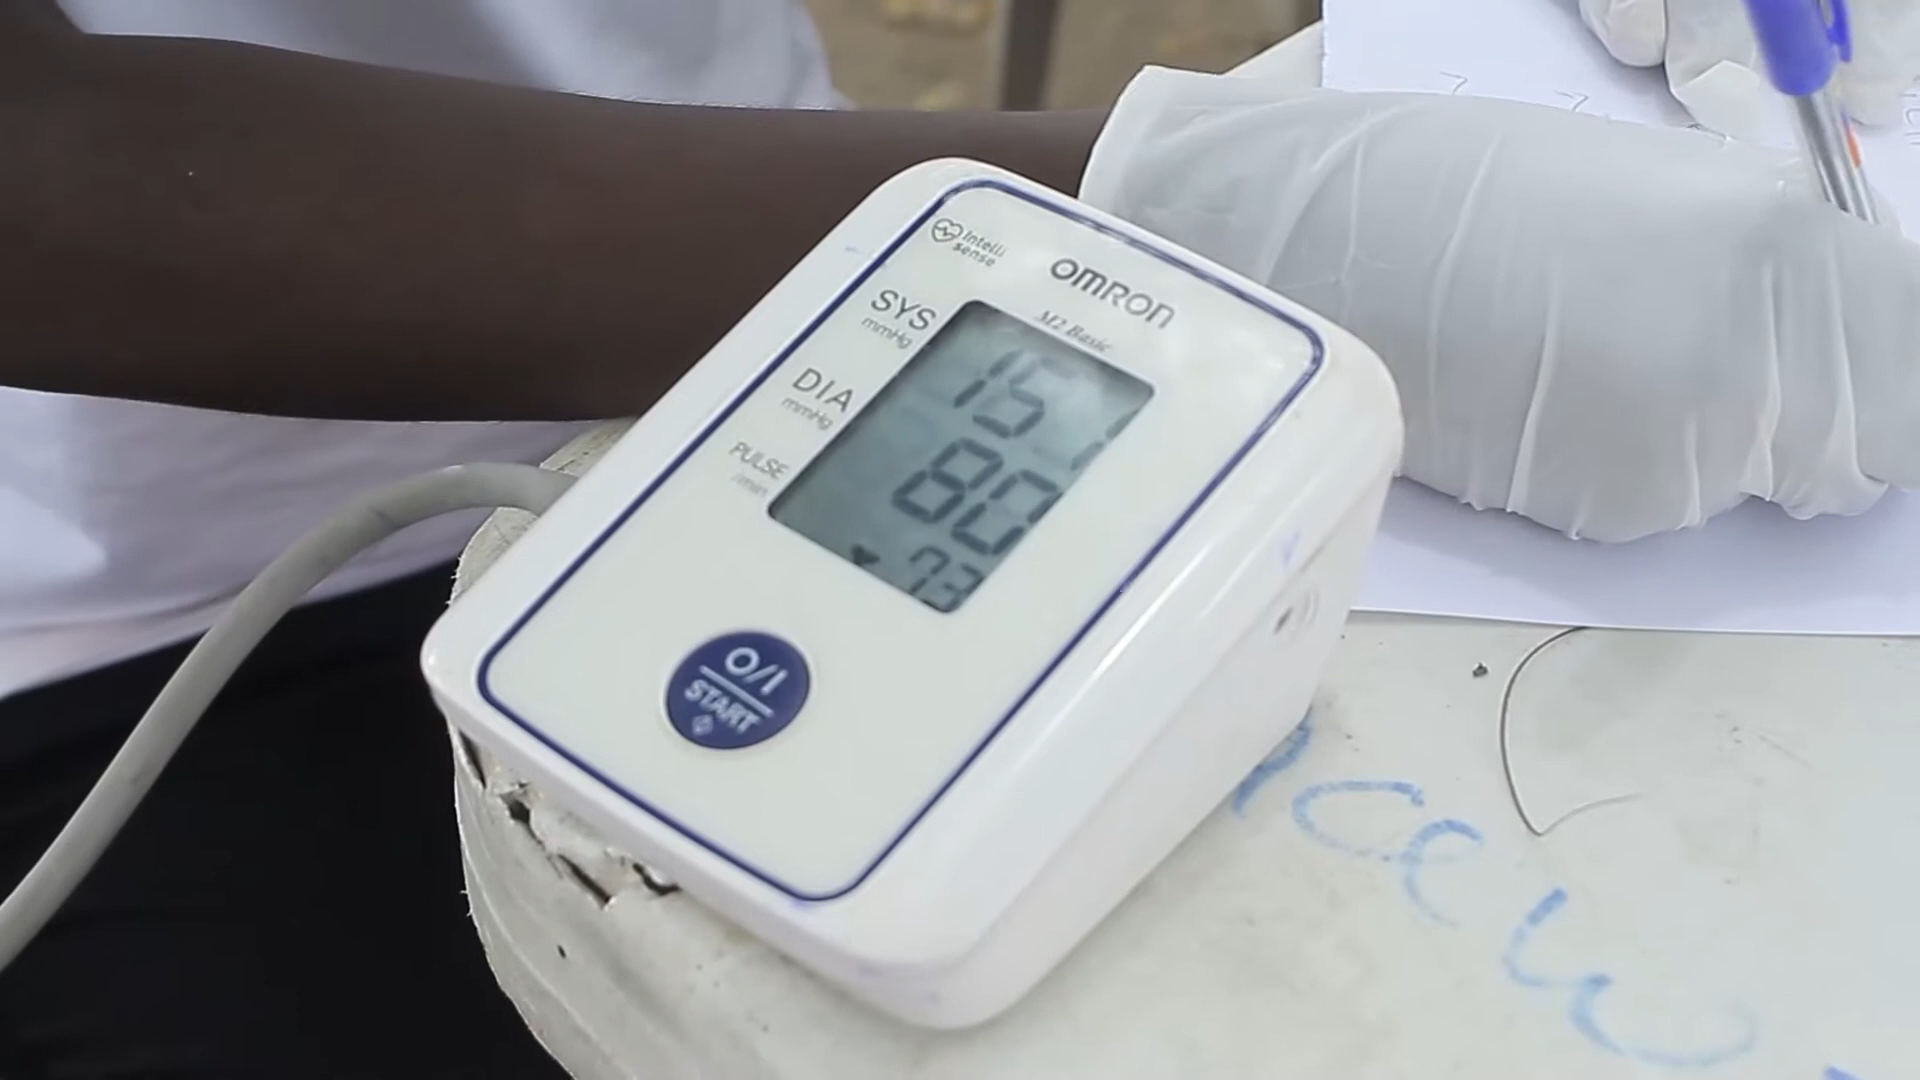 Intelli
sense
OMRON
M2 Basic
SYS
mmHg
DIA
mmHg
80
PULSE
/min
73
O/I
START